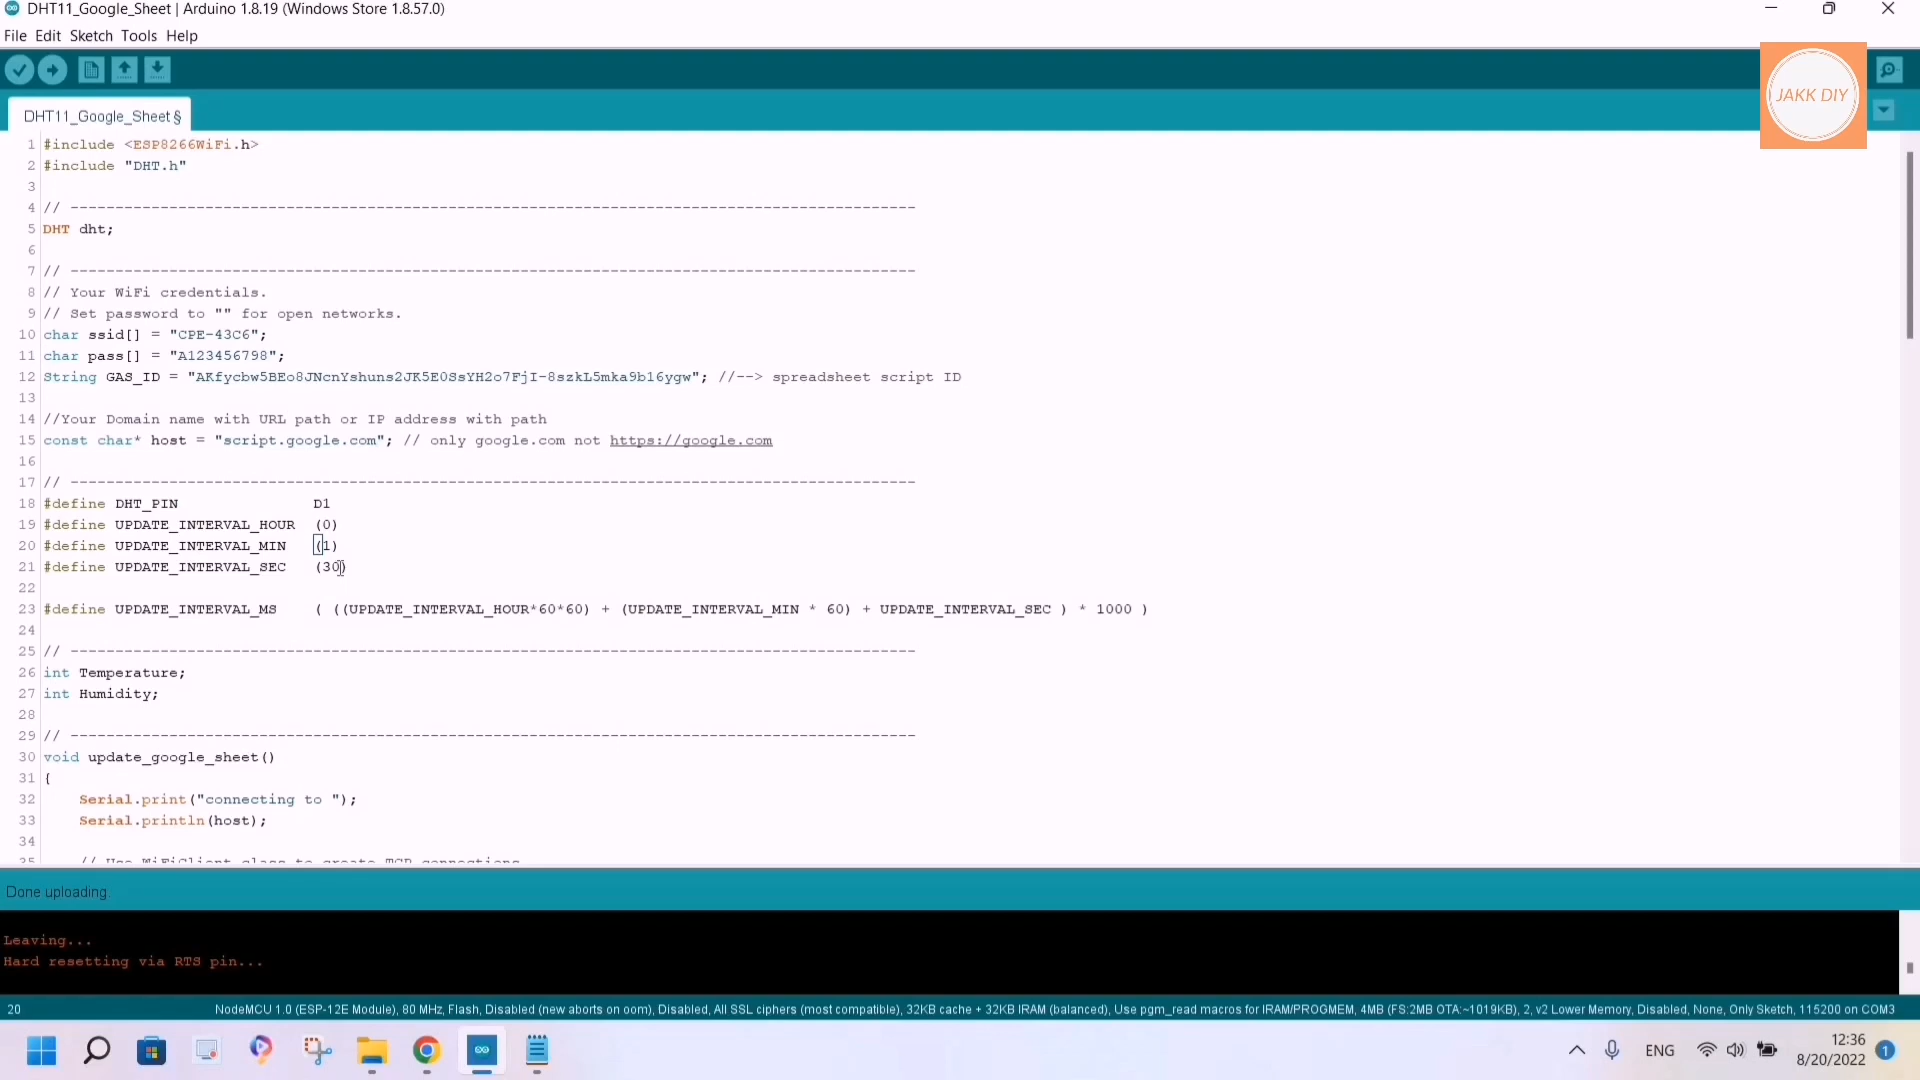 DHT11_Google_Sheet | Arduino 1.8.19 (Windows Store 1.8.57.0)
File Edit Sketch Tools Help
JAKK DIY
DHT11_Google_Sheet §
1 #include <ESP8266WiFi.h>
2 #include "DHT.h"
3
4 // ----------------------------------------------------------------------------------------------
5 DHT dht;
6
7 // ----------------------------------------------------------------------------------------------
8 // Your WiFi credentials.
9 // Set password to "" for open networks.
10 char ssid[] = "CPE-43C6";
11 char pass[] = "A123456798";
12 String GAS_ID = "AKfycbw5BEo8JNcnYshuns2JK5E0SsYH2o7FjI-8szkL5mka9b16ygw"; //--> spreadsheet script ID
13
14 //Your Domain name with URL path or IP address with path
15 const char* host = "script.google.com"; // only google.com not https://google.com
16
17 // ----------------------------------------------------------------------------------------------
18 #define DHT_PIN               D1
19 #define UPDATE_INTERVAL_HOUR  (0)
20 #define UPDATE_INTERVAL_MIN   (1)
21 #define UPDATE_INTERVAL_SEC   (30)
22
23 #define UPDATE_INTERVAL_MS    ( ((UPDATE_INTERVAL_HOUR*60*60) + (UPDATE_INTERVAL_MIN * 60) + UPDATE_INTERVAL_SEC ) * 1000 )
24
25 // ----------------------------------------------------------------------------------------------
26 int Temperature;
27 int Humidity;
28
29 // ----------------------------------------------------------------------------------------------
30 void update_google_sheet()
31 {
32     Serial.print("connecting to ");
33     Serial.println(host);
34
35     // Use WiFiClient class to create TCP connections
Done uploading.
Leaving...
Hard resetting via RTS pin...
20 NodeMCU 1.0 (ESP-12E Module), 80 MHz, Flash, Disabled (new aborts on oom), Disabled, All SSL ciphers (most compatible), 32KB cache + 32KB IRAM (balanced), Use pgm_read macros for IRAM/PROGMEM, 4MB (FS:2MB OTA:~1019KB), 2, v2 Lower Memory, Disabled, None, Only Sketch, 115200 on COM3
ENG
12:36
8/20/2022
1